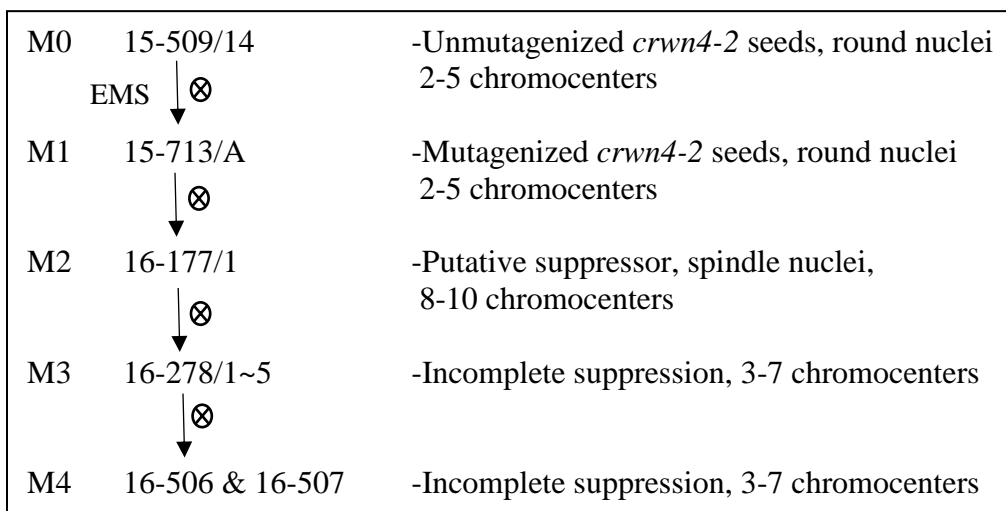 M0 15-509/14 -Unmutagenized crwn4-2 seeds, round nuclei
2-5 chromocenters
EMS ⊗
M1 15-713/A -Mutagenized crwn4-2 seeds, round nuclei
2-5 chromocenters
⊗
M2 16-177/1 -Putative suppressor, spindle nuclei,
8-10 chromocenters
⊗
M3 16-278/1~5 -Incomplete suppression, 3-7 chromocenters
⊗
M4 16-506 & 16-507 -Incomplete suppression, 3-7 chromocenters